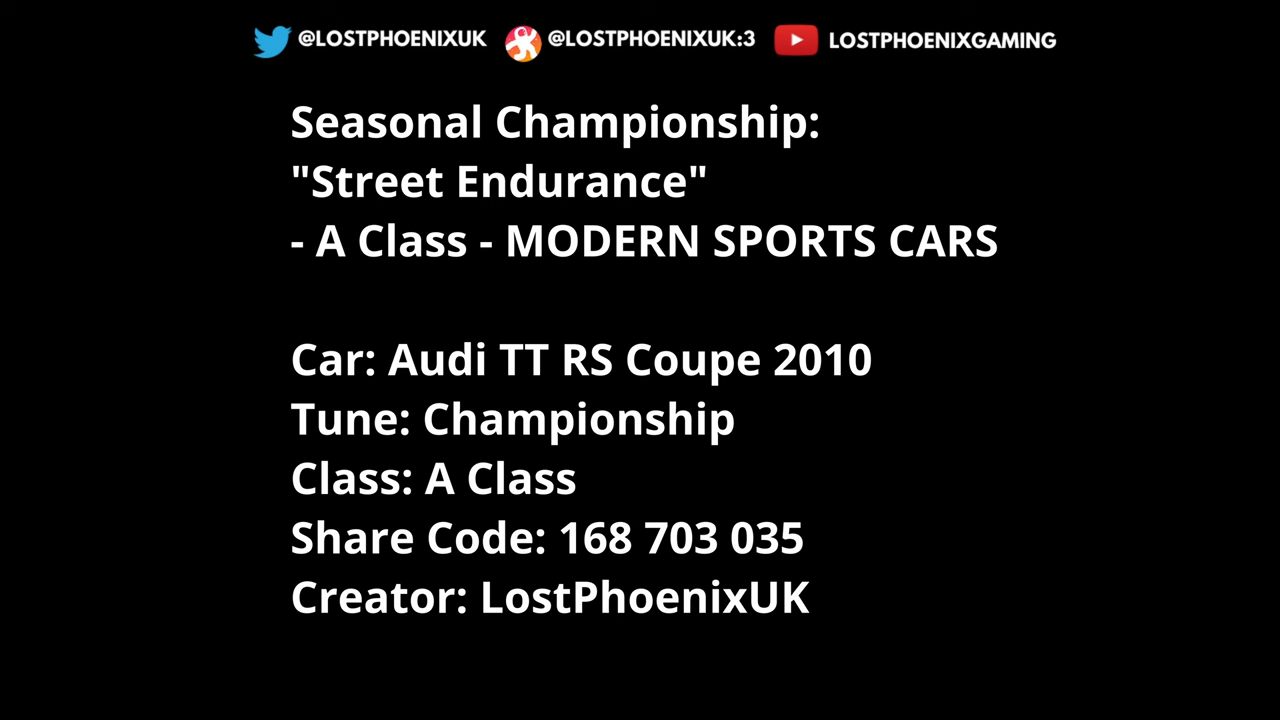 @LOSTPHOENIXUK @LOSTPHOENIXUK:3 LOSTPHOENIXGAMING
Seasonal Championship:
"Street Endurance"
- A Class - MODERN SPORTS CARS
Car: Audi TT RS Coupe 2010
Tune: Championship
Class: A Class
Share Code: 168 703 035
Creator: LostPhoenixUK